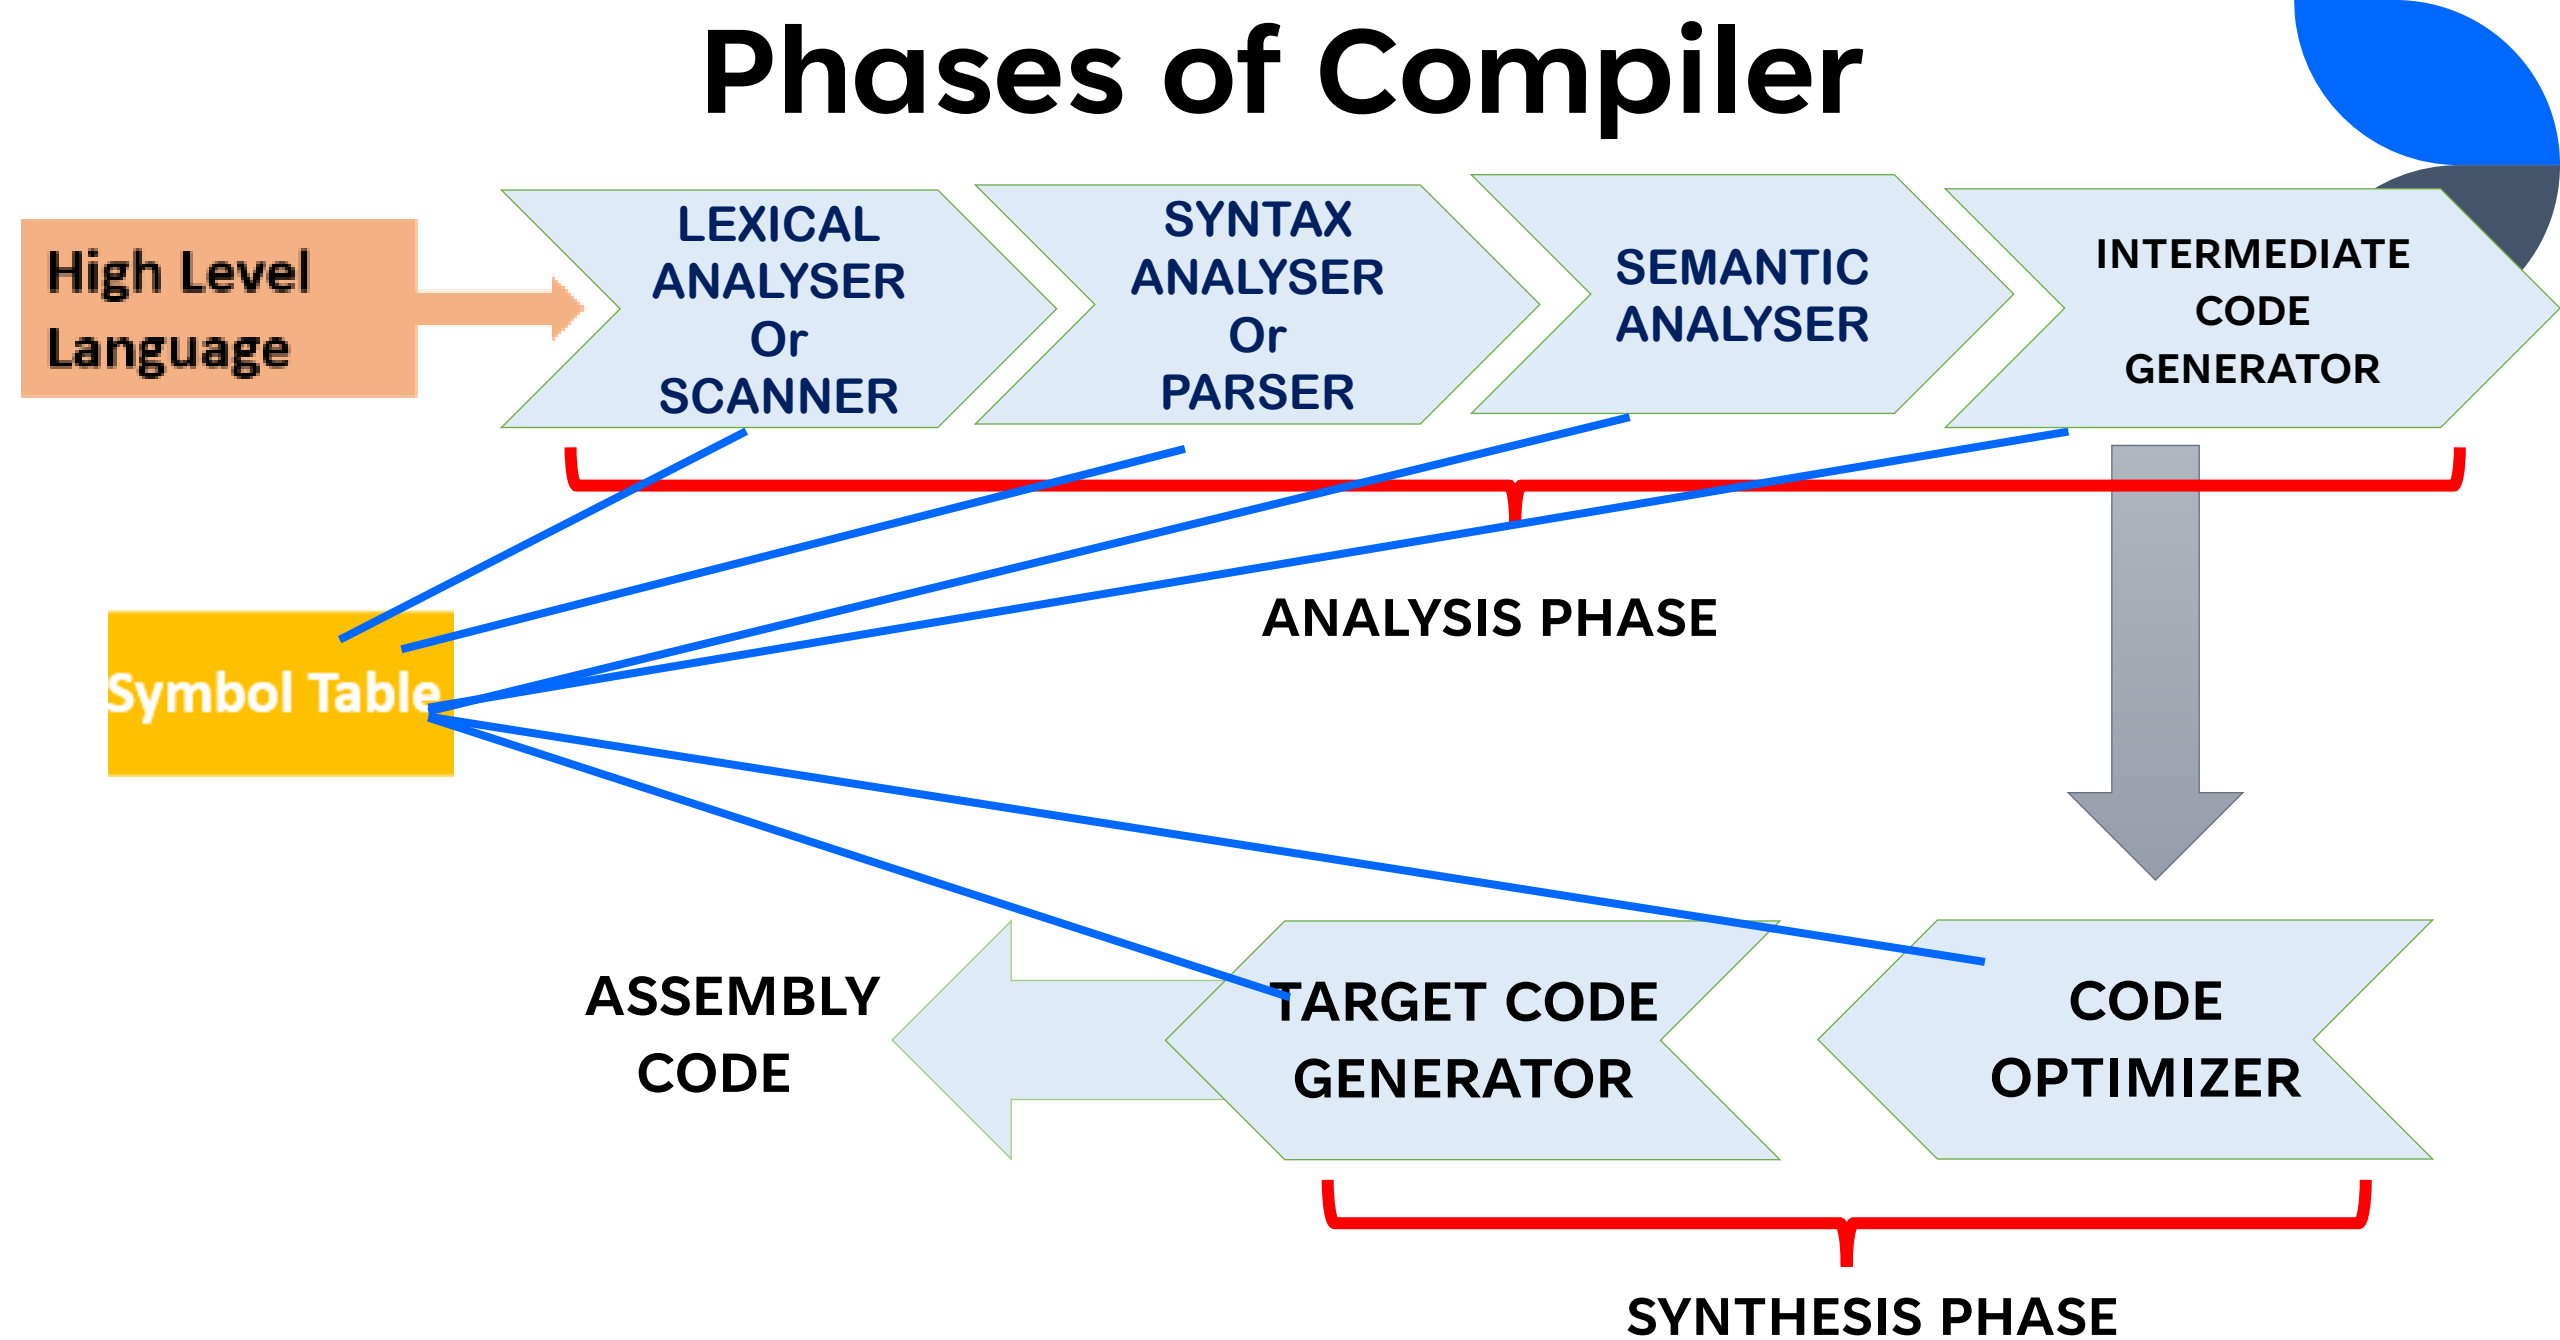 Phases of Compiler
High Level
Language
LEXICAL
ANALYSER
Or
SCANNER
SYNTAX
ANALYSER
Or
PARSER
SEMANTIC
ANALYSER
INTERMEDIATE
CODE
GENERATOR
ANALYSIS PHASE
Symbol Table
ASSEMBLY
CODE
TARGET CODE
GENERATOR
CODE
OPTIMIZER
SYNTHESIS PHASE